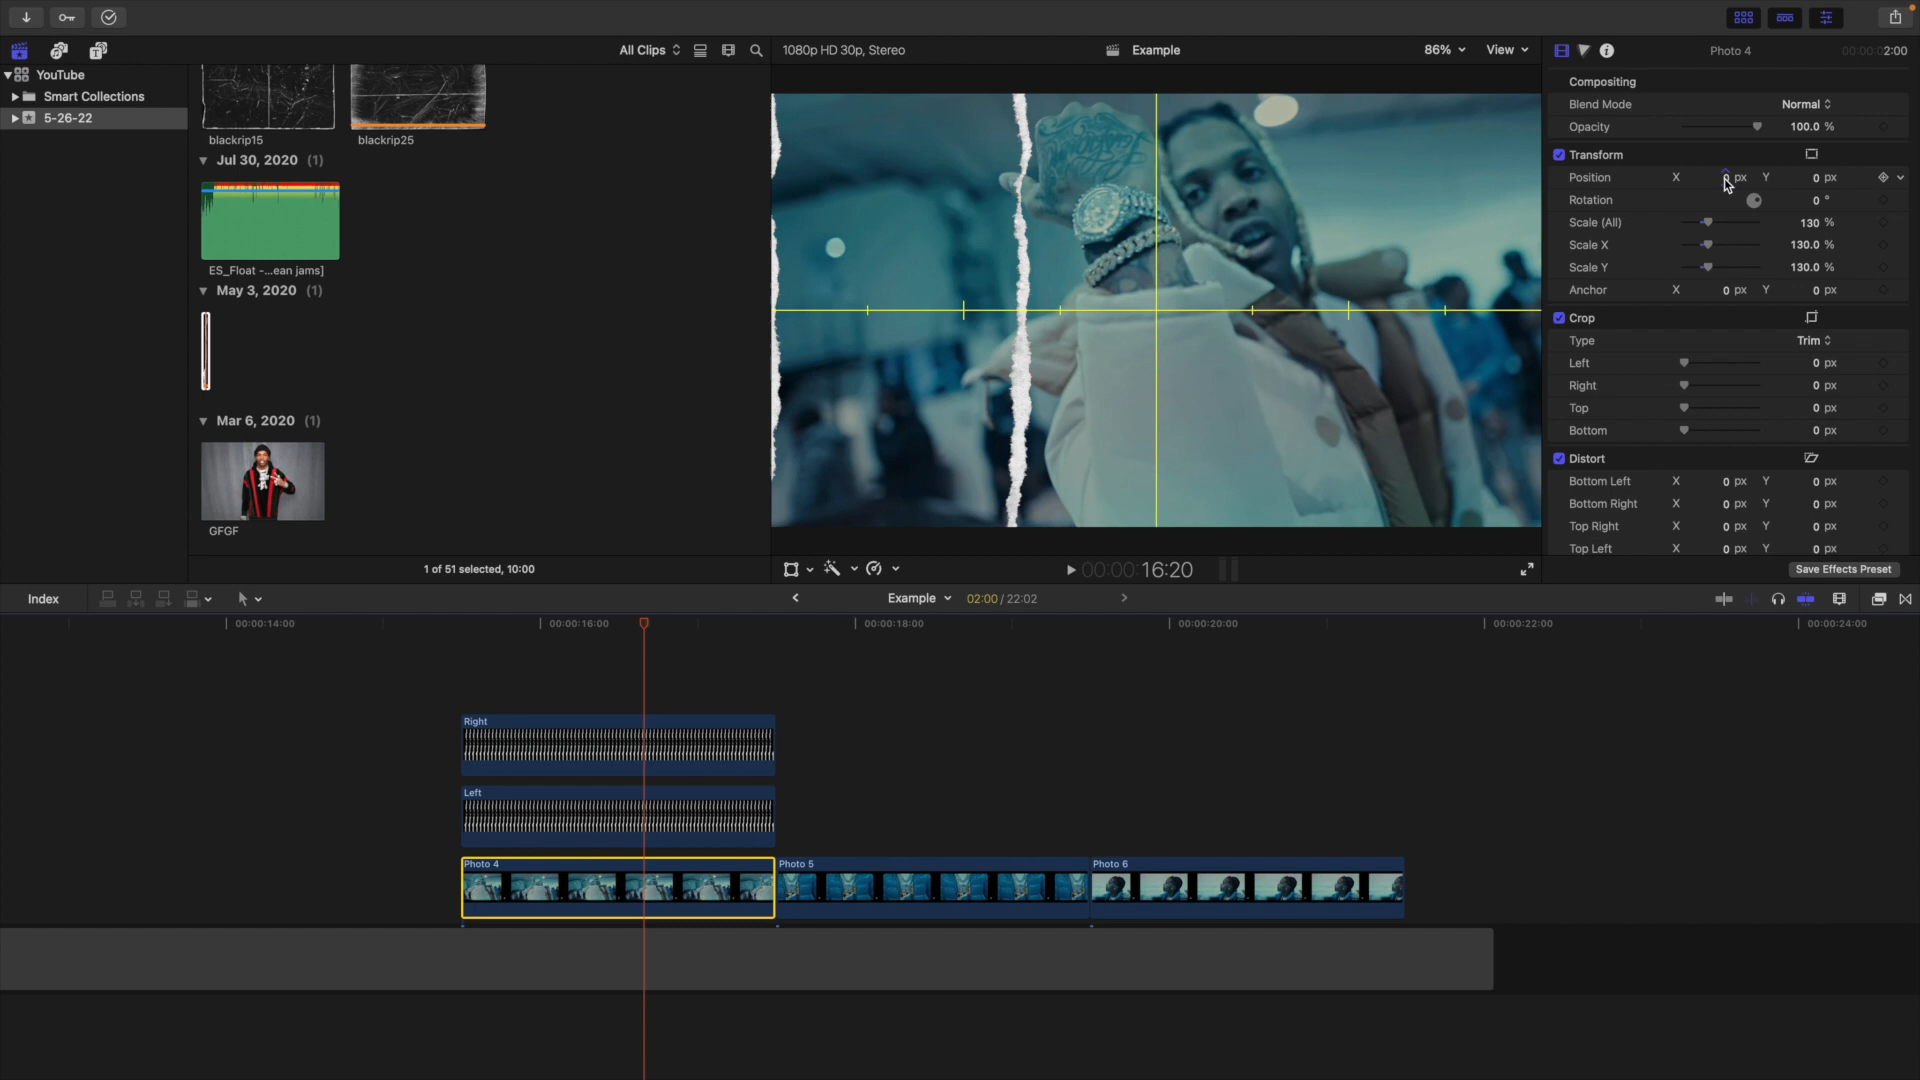 All Clips
1080p HD 30p, Stereo
Example
86%
View
Photo 4
00:00:02:00
YouTube
Smart Collections
5-26-22
blackrip15
blackrip25
Jul 30, 2020 (1)
ES_Float -...ean jams]
May 3, 2020 (1)
Mar 6, 2020 (1)
GFGF
1 of 51 selected, 10:00
00:00:16:20
Compositing
Blend Mode Normal
Opacity 100.0 %
Transform
Position X 0 px Y 0 px
Rotation 0 °
Scale (All) 130 %
Scale X 130.0 %
Scale Y 130.0 %
Anchor X 0 px Y 0 px
Crop
Type Trim
Left 0 px
Right 0 px
Top 0 px
Bottom 0 px
Distort
Bottom Left X 0 px Y 0 px
Bottom Right X 0 px Y 0 px
Top Right X 0 px Y 0 px
Top Left X 0 px Y 0 px
Save Effects Preset
Index
Example
02:00 / 22:02
00:00:14:00
00:00:16:00
00:00:18:00
00:00:20:00
00:00:22:00
00:00:24:00
Right
Left
Photo 4
Photo 5
Photo 6